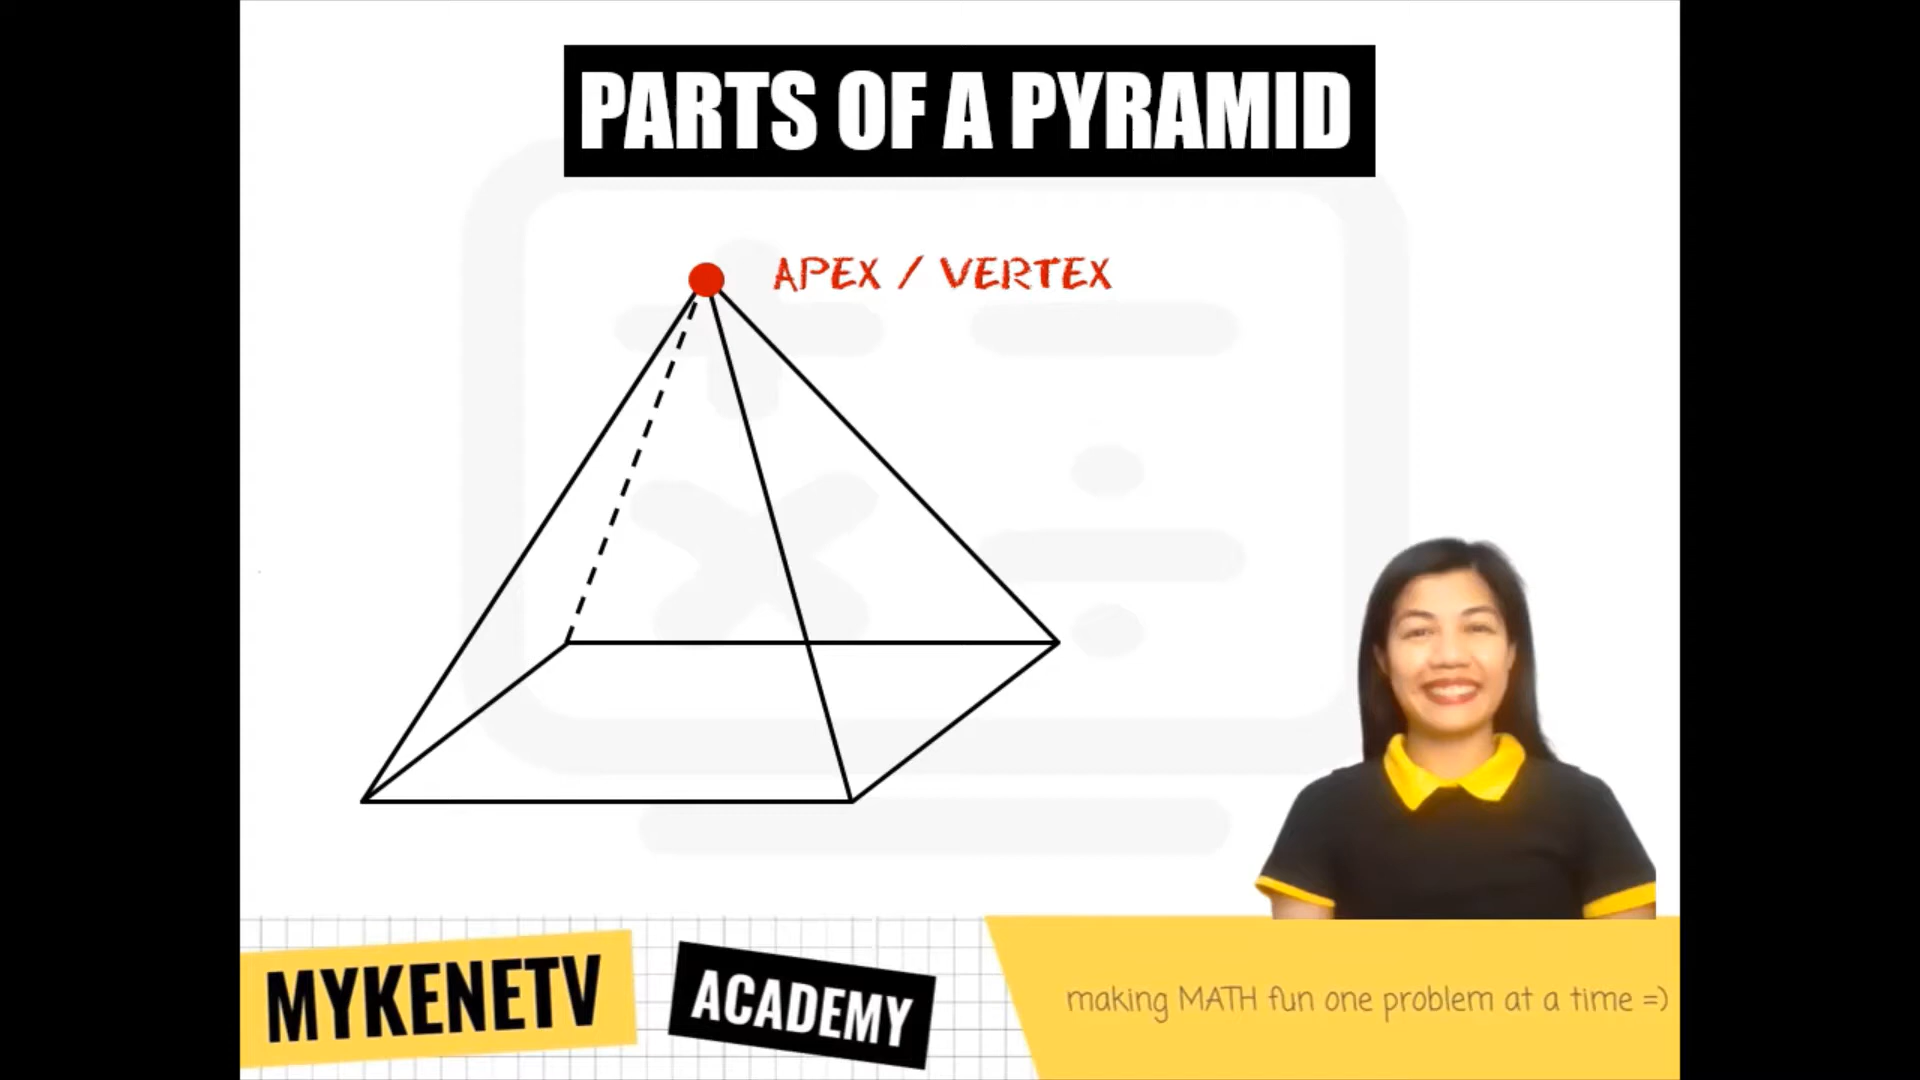 PARTS OF A PYRAMID
APEX / VERTEX
MYKENETV
ACADEMY
making MATH fun one problem at a time =)